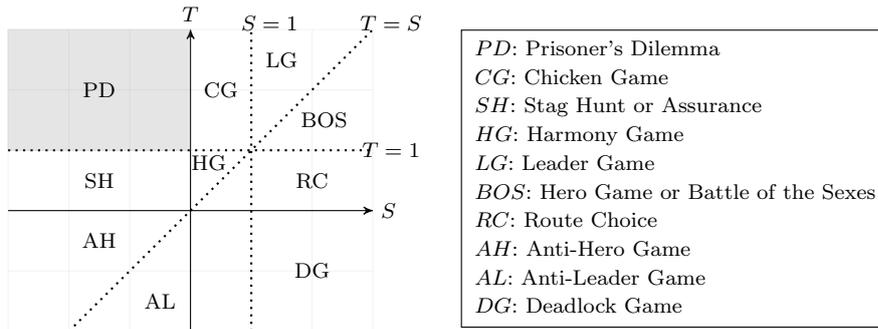 T
S = 1
T = S
LG
PD
CG
BOS
T = 1
HG
SH
RC
S
AH
DG
AL
PD: Prisoner's Dilemma
CG: Chicken Game
SH: Stag Hunt or Assurance
HG: Harmony Game
LG: Leader Game
BOS: Hero Game or Battle of the Sexes
RC: Route Choice
AH: Anti-Hero Game
AL: Anti-Leader Game
DG: Deadlock Game